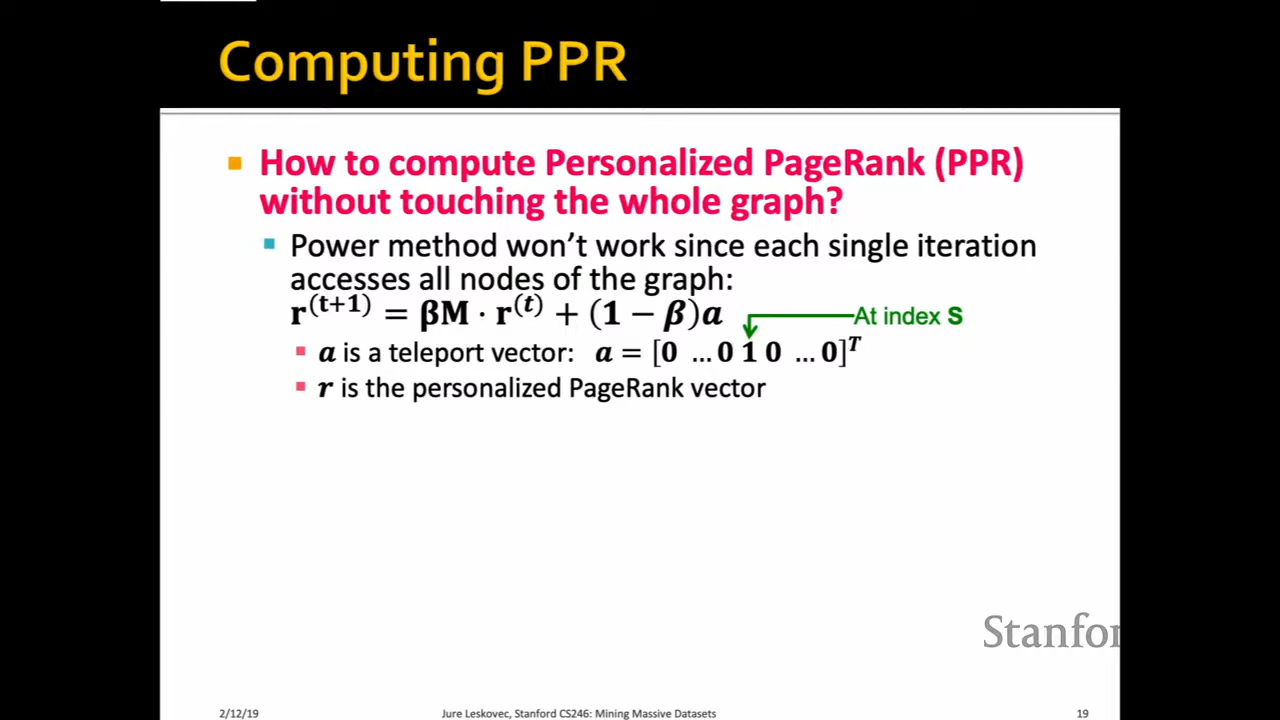 Computing PPR
How to compute Personalized PageRank (PPR)
without touching the whole graph?
Power method won't work since each single iteration
accesses all nodes of the graph:
r^(t+1) = βM · r^(t) + (1 − β)a
At index S
a is a teleport vector: a = [0 …0 1 0 …0]^T
r is the personalized PageRank vector
Stanfor
2/12/19 Jure Leskovec, Stanford CS246: Mining Massive Datasets 19